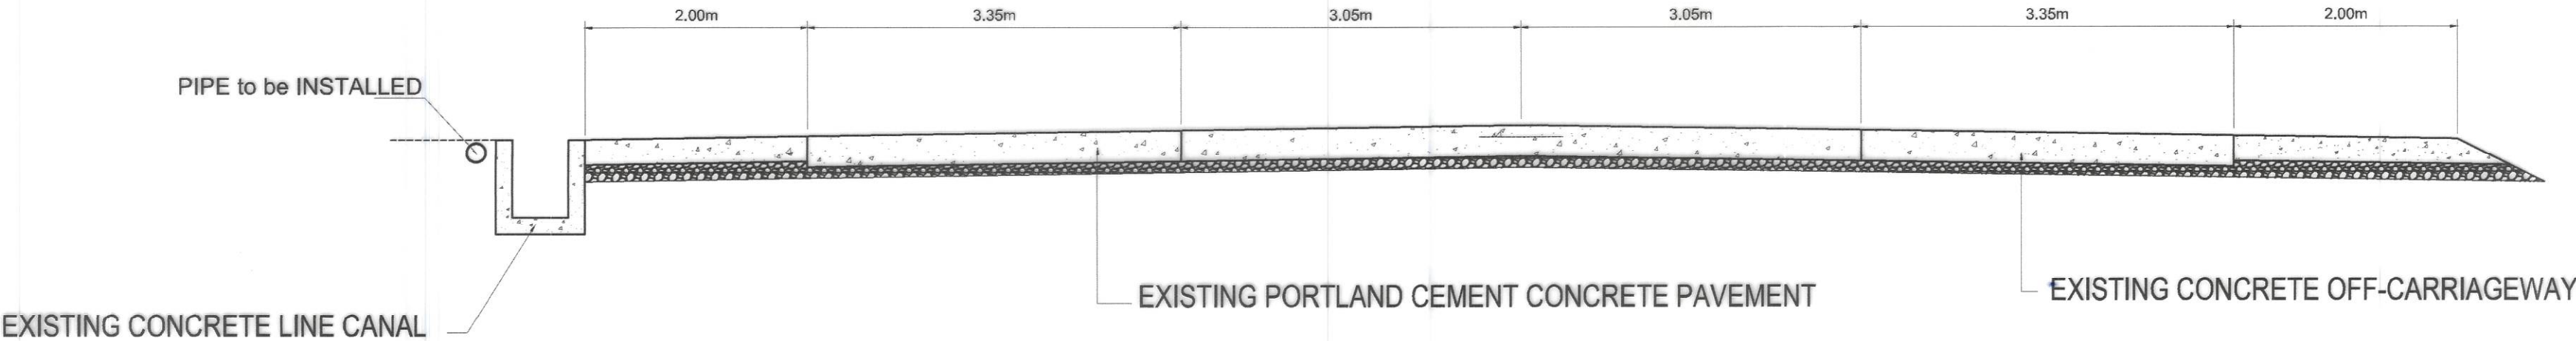 2.00m
3.35m
3.05m
3.05m
3.35m
2.00m
PIPE to be INSTALLED
EXISTING PORTLAND CEMENT CONCRETE PAVEMENT
EXISTING CONCRETE OFF-CARRIAGEWAY
EXISTING CONCRETE LINE CANAL